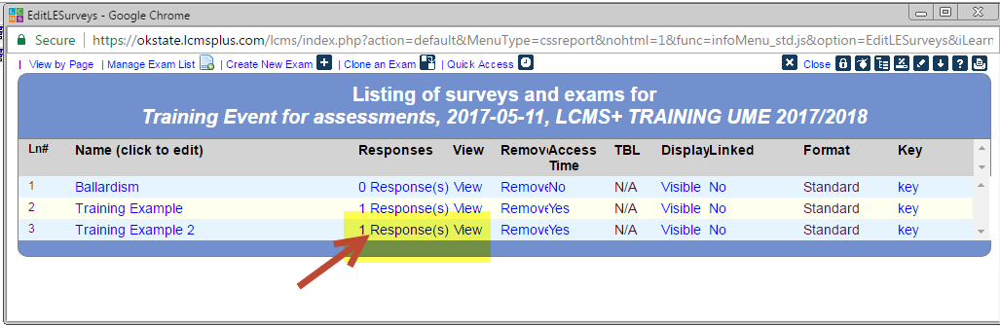 EditLESurveys - Google Chrome
Secure | https://okstate.lcmsplus.com/lcms/index.php?action=default&MenuType=cssreport&nohtml=1&func=infoMenu_std.js&option=EditLESurveys&iLearn
| View by Page | Manage Exam List | Create New Exam | Clone an Exam | Quick Access Close
Listing of surveys and exams for
Training Event for assessments, 2017-05-11, LCMS+ TRAINING UME 2017/2018
Ln# Name (click to edit) Responses View Remove Access Time TBL Display Linked Format Key
1 Ballardism 0 Response(s) View Remove No N/A Visible No Standard key
2 Training Example 1 Response(s) View Remove Yes N/A Visible No Standard key
3 Training Example 2 1 Response(s) View Remove Yes N/A Visible No Standard key